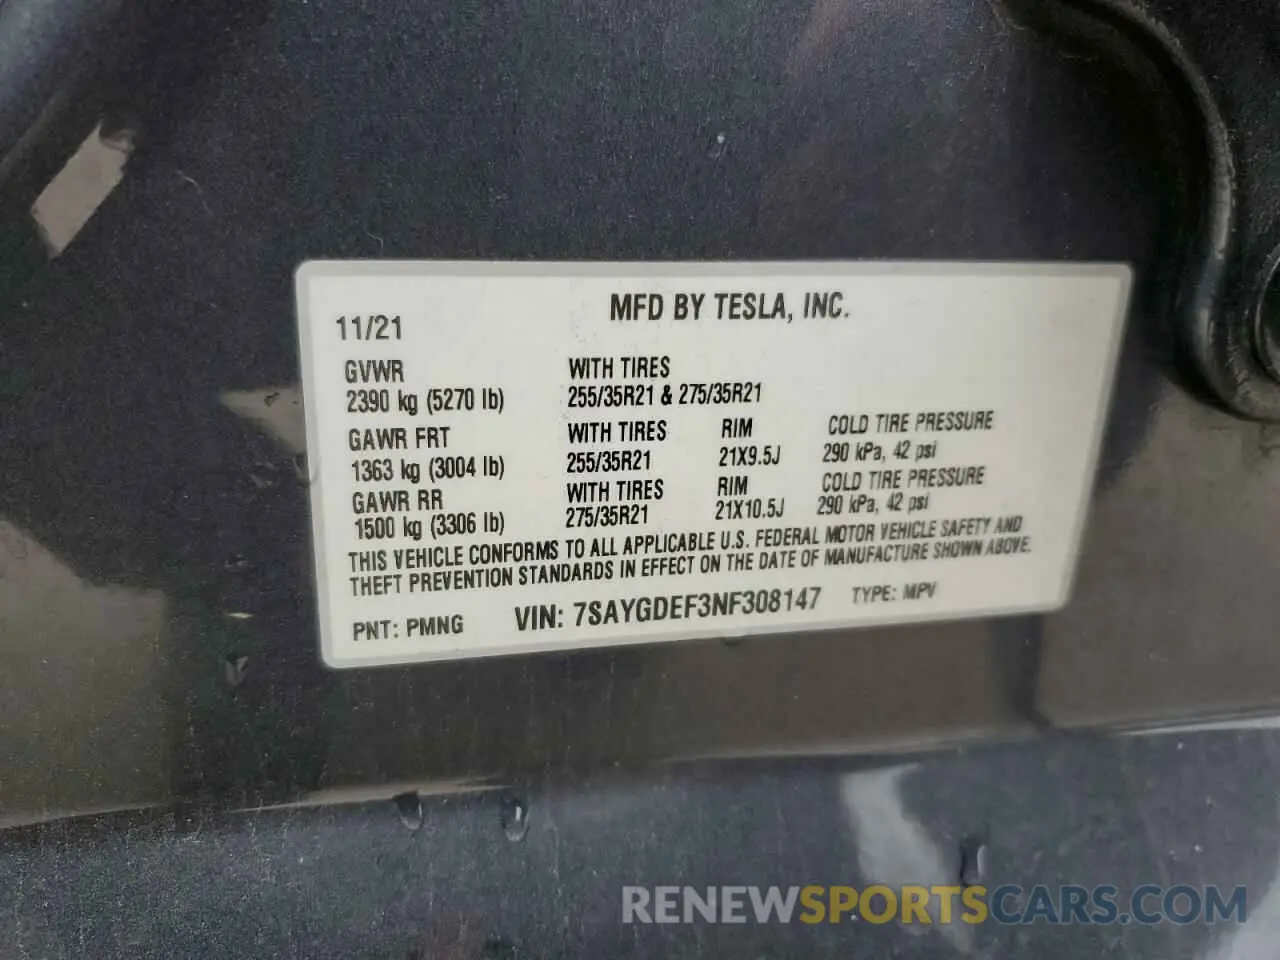 MFD BY TESLA, INC.
11/21
GVWR WITH TIRES
2390 kg (5270 lb) 255/35R21 & 275/35R21
GAWR FRT WITH TIRES RIM COLD TIRE PRESSURE
1363 kg (3004 lb) 255/35R21 21X9.5J 290 kPa, 42 psi
GAWR RR WITH TIRES RIM COLD TIRE PRESSURE
1500 kg (3306 lb) 275/35R21 21X10.5J 290 kPa, 42 psi
THIS VEHICLE CONFORMS TO ALL APPLICABLE U.S. FEDERAL MOTOR VEHICLE SAFETY AND
THEFT PREVENTION STANDARDS IN EFFECT ON THE DATE OF MANUFACTURE SHOWN ABOVE.
PNT: PMNG VIN: 7SAYGDEF3NF308147 TYPE: MPV
RENEWSPORTSCARS.COM